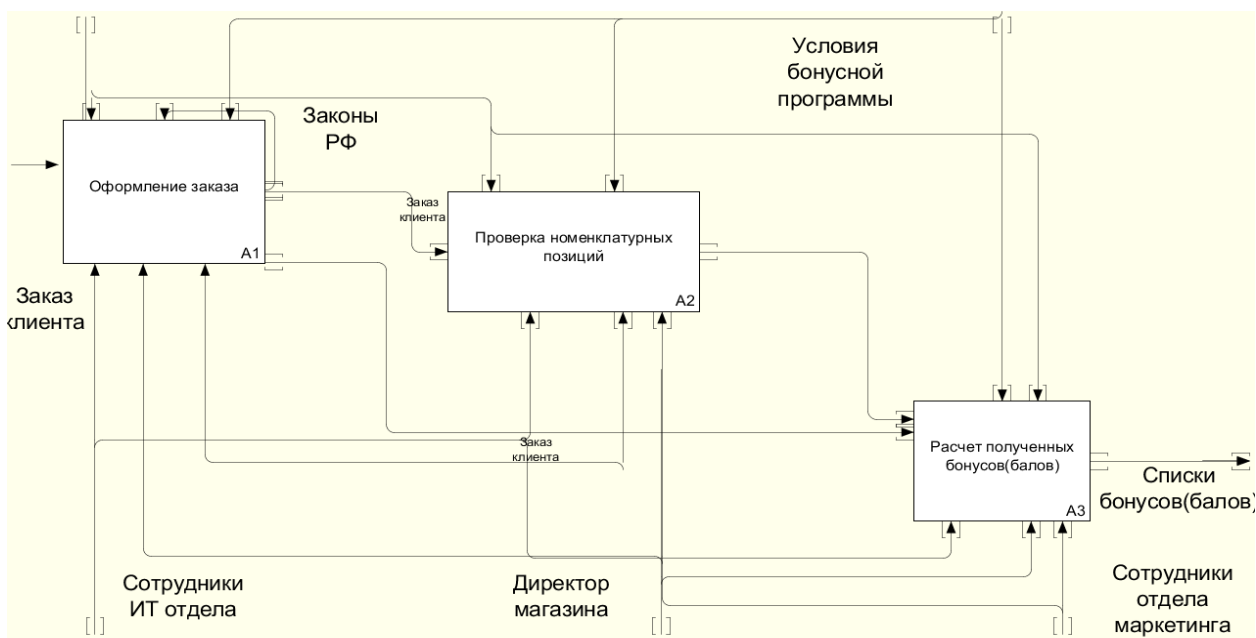 Условия
бонусной
программы
Законы
РФ
Оформление заказа
A1
Заказ
клиента
Проверка номенклатурных
позиций
A2
Заказ
клиента
Заказ
клиента
Расчет полученных
бонусов(балов)
A3
Списки
бонусов(балов)
Сотрудники
ИТ отдела
Директор
магазина
Сотрудники
отдела
маркетинга